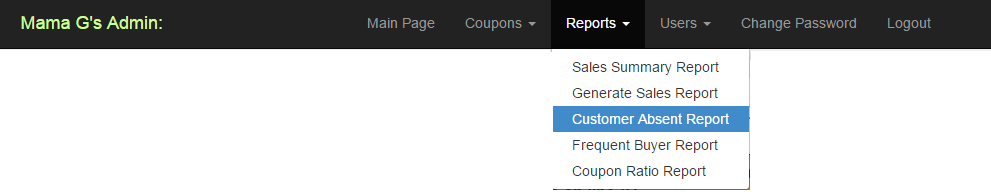 Mama G's Admin: Main Page Coupons Reports Users Change Password Logout
Sales Summary Report
Generate Sales Report
Customer Absent Report
Frequent Buyer Report
Coupon Ratio Report